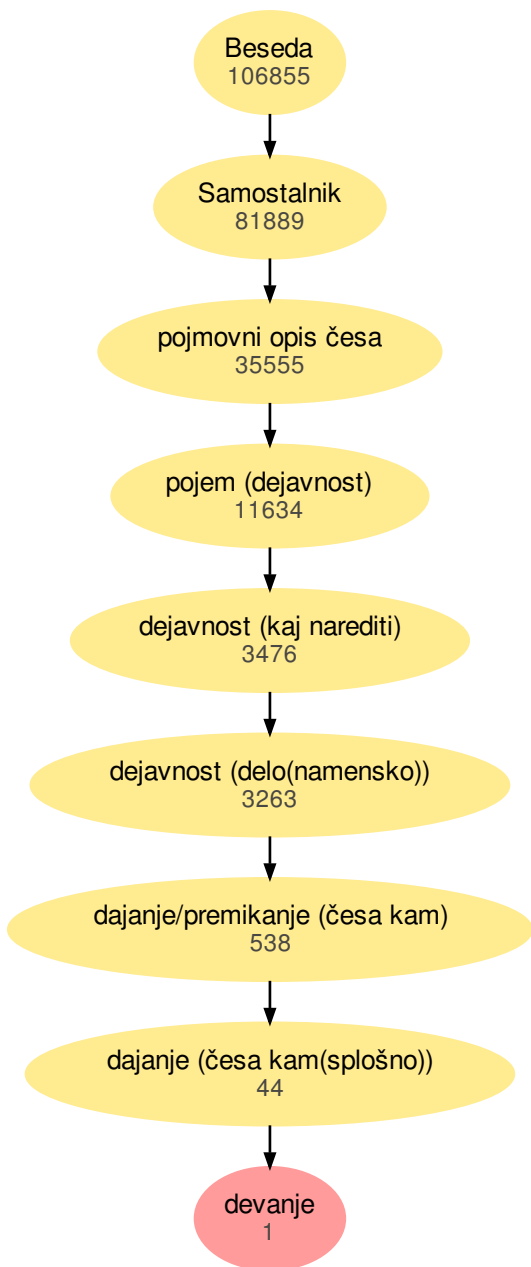 Beseda
106855
Samostalnik
81889
pojmovni opis česa
35555
pojem (dejavnost)
11634
dejavnost (kaj narediti)
3476
dejavnost (delo(namensko))
3263
dajanje/premikanje (česa kam)
538
dajanje (česa kam(splošno))
44
devanje
1